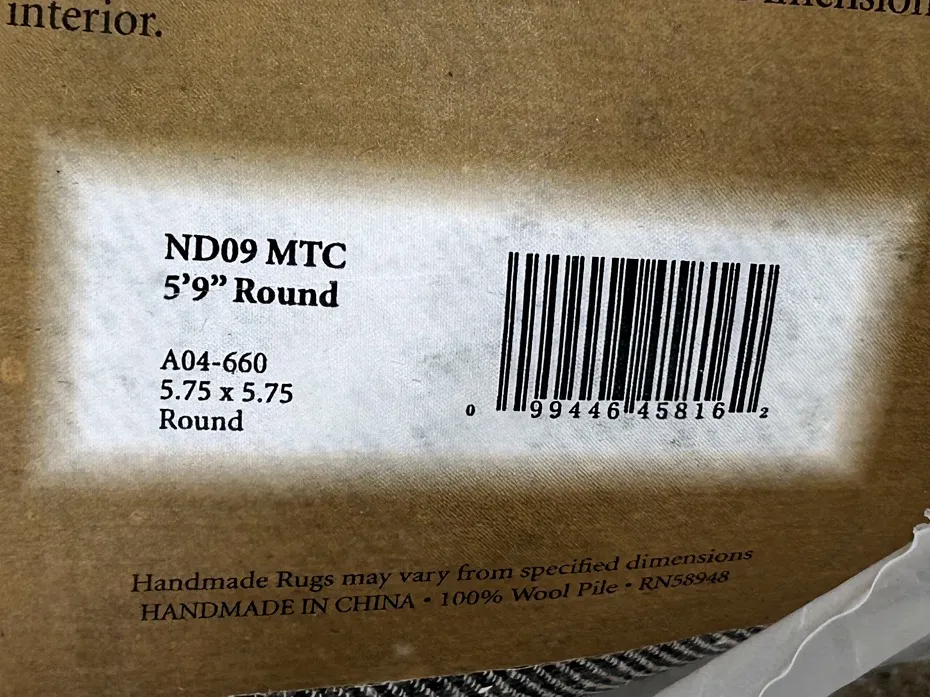 interior.
ND09 MTC
5’9” Round
A04-660
5.75 x 5.75
Round
0 99446 45816 2
Handmade Rugs may vary from specified dimensions
HANDMADE IN CHINA • 100% Wool Pile • RN58948